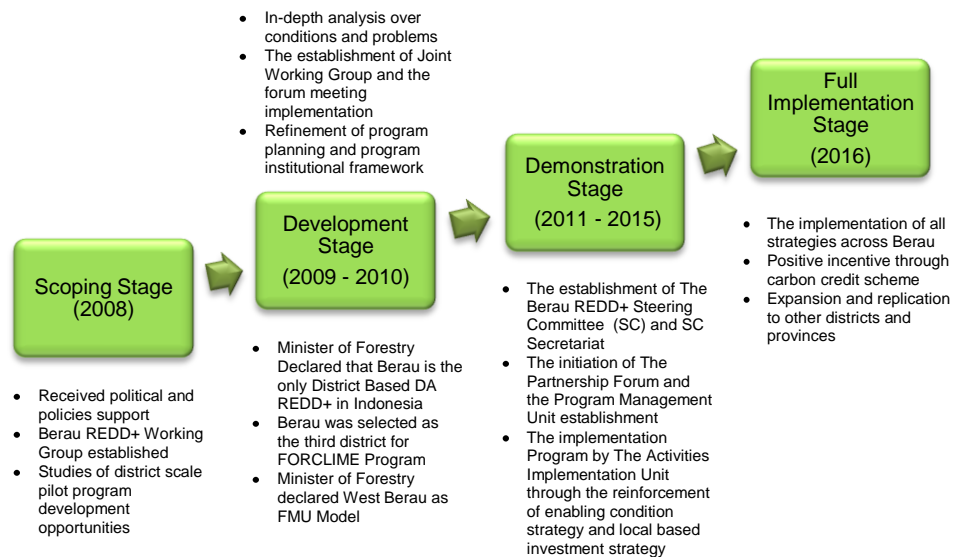 Scoping Stage
(2008)
• Received political and
policies support
• Berau REDD+ Working
Group established
• Studies of district scale
pilot program
development
opportunities
• In-depth analysis over
conditions and problems
• The establishment of Joint
Working Group and the
forum meeting
implementation
• Refinement of program
planning and program
institutional framework
Development
Stage
(2009 - 2010)
• Minister of Forestry
Declared that Berau is the
only District Based DA
REDD+ in Indonesia
• Berau was selected as
the third district for
FORCLIME Program
• Minister of Forestry
declared West Berau as
FMU Model
Demonstration
Stage
(2011 - 2015)
• The establishment of The
Berau REDD+ Steering
Committee (SC) and SC
Secretariat
• The initiation of The
Partnership Forum and
the Program Management
Unit establishment
• The implementation
Program by The Activities
Implementation Unit
through the reinforcement
of enabling condition
strategy and local based
investment strategy
Full
Implementation
Stage
(2016)
• The implementation of all
strategies across Berau
• Positive incentive through
carbon credit scheme
• Expansion and replication
to other districts and
provinces